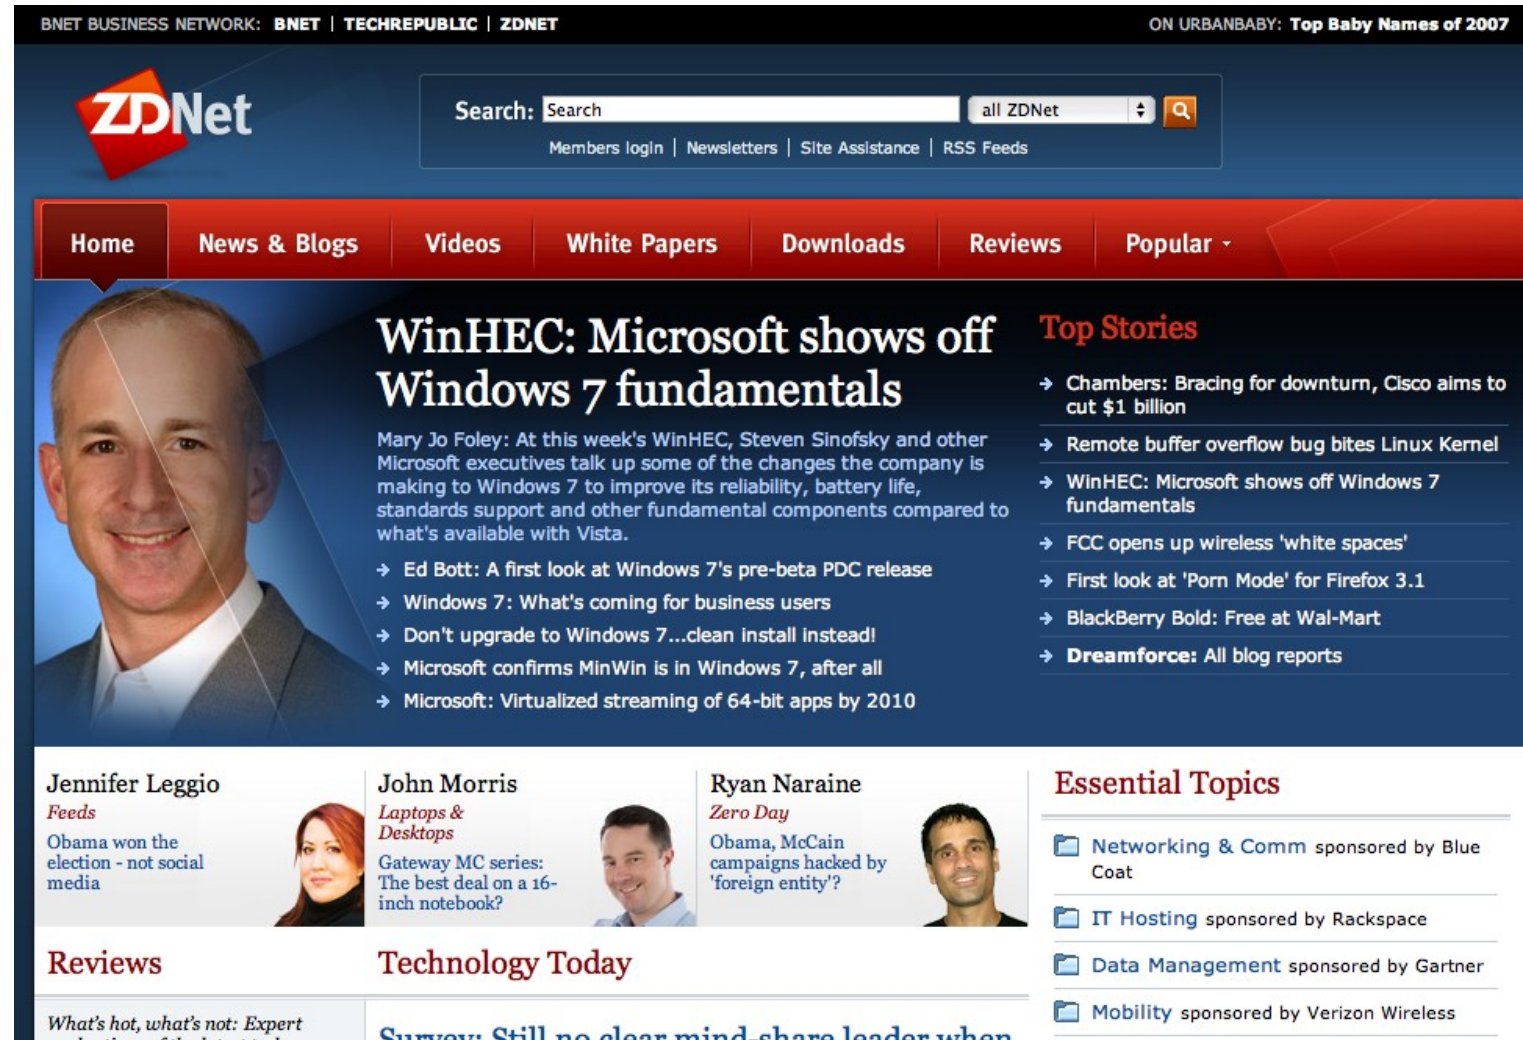 BNET BUSINESS NETWORK: BNET | TECHREPUBLIC | ZDNET
ON URBANBABY: Top Baby Names of 2007
ZDNet
Search: Search
all ZDNet
Members login | Newsletters | Site Assistance | RSS Feeds
Home
News & Blogs
Videos
White Papers
Downloads
Reviews
Popular
WinHEC: Microsoft shows off
Windows 7 fundamentals
Mary Jo Foley: At this week's WinHEC, Steven Sinofsky and other
Microsoft executives talk up some of the changes the company is
making to Windows 7 to improve its reliability, battery life,
standards support and other fundamental components compared to
what's available with Vista.
Ed Bott: A first look at Windows 7's pre-beta PDC release
Windows 7: What's coming for business users
Don't upgrade to Windows 7...clean install instead!
Microsoft confirms MinWin is in Windows 7, after all
Microsoft: Virtualized streaming of 64-bit apps by 2010
Top Stories
Chambers: Bracing for downturn, Cisco aims to
cut $1 billion
Remote buffer overflow bug bites Linux Kernel
WinHEC: Microsoft shows off Windows 7
fundamentals
FCC opens up wireless 'white spaces'
First look at 'Porn Mode' for Firefox 3.1
BlackBerry Bold: Free at Wal-Mart
Dreamforce: All blog reports
Jennifer Leggio
Feeds
Obama won the
election - not social
media
John Morris
Laptops &
Desktops
Gateway MC series:
The best deal on a 16-
inch notebook?
Ryan Naraine
Zero Day
Obama, McCain
campaigns hacked by
'foreign entity'?
Essential Topics
Networking & Comm sponsored by Blue
Coat
IT Hosting sponsored by Rackspace
Data Management sponsored by Gartner
Mobility sponsored by Verizon Wireless
Reviews
What's hot, what's not: Expert
Technology Today
Survey: Still no clear mind-share leader when